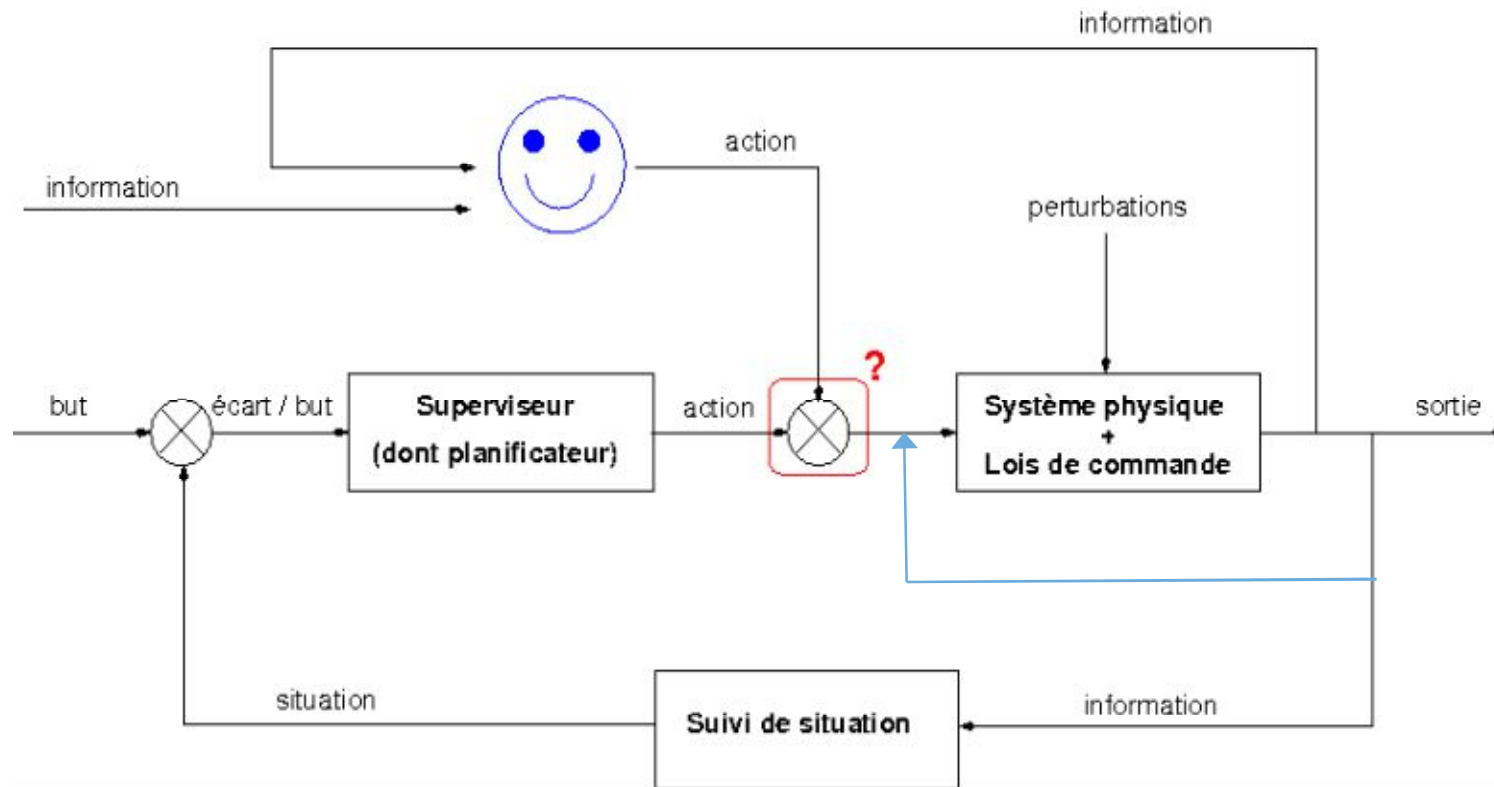 information
action
information
perturbations
?
but
écart / but
Superviseur
(dont planificateur)
action
Système physique
+
Lois de commande
sortie
situation
Suivi de situation
information